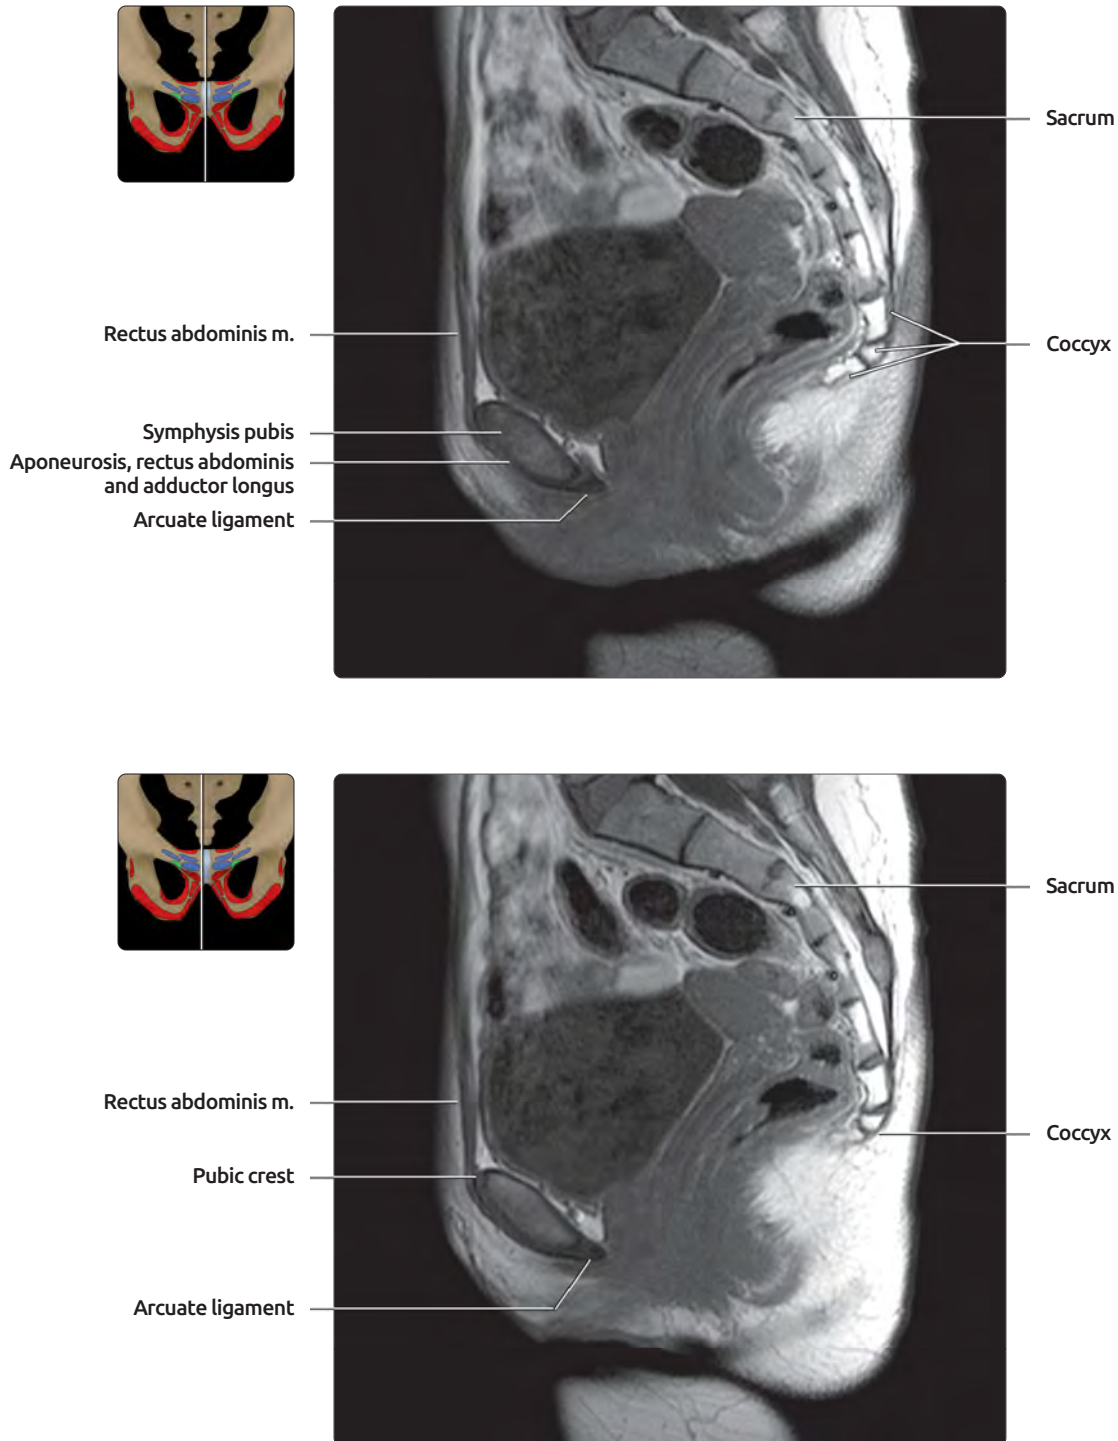 Sacrum
Rectus abdominis m.
Coccyx
Symphysis pubis
Aponeurosis, rectus abdominis
and adductor longus
Arcuate ligament
Sacrum
Rectus abdominis m.
Coccyx
Pubic crest
Arcuate ligament